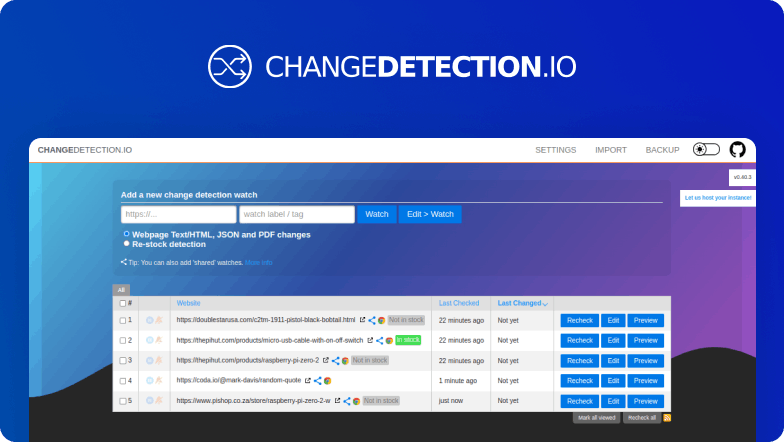 CHANGEDETECTION.IO
CHANGEDETECTION.IO SETTINGS IMPORT BACKUP
v0.40.3
Add a new change detection watch
Let us host your instance!
https://... watch label / tag Watch Edit > Watch
Webpage Text/HTML, JSON and PDF changes
Re-stock detection
Tip: You can also add 'shared' watches. More info
All
# Website Last Checked Last Changed
1 https://doublestarusa.com/c2tm-1911-pistol-black-bobtail.html Not in stock 22 minutes ago Not yet Recheck Edit Preview
2 https://thepihut.com/products/micro-usb-cable-with-on-off-switch In stock 22 minutes ago Not yet Recheck Edit Preview
3 https://thepihut.com/products/raspberry-pi-zero-2 Not in stock 22 minutes ago Not yet Recheck Edit Preview
4 https://coda.io/@mark-davis/random-quote 1 minute ago Not yet Recheck Edit Preview
5 https://www.pishop.co.za/store/raspberry-pi-zero-2-w Not in stock just now Not yet Recheck Edit Preview
Mark all viewed Recheck all